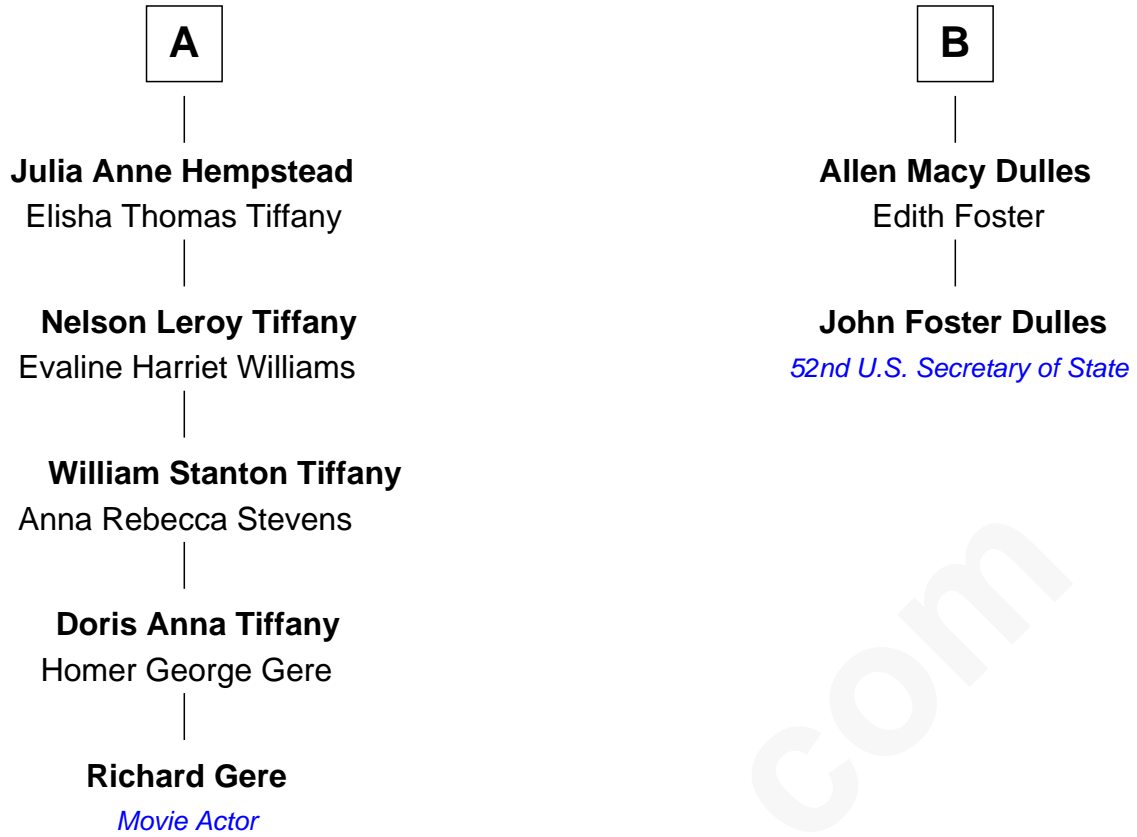 A
Julia Anne Hempstead
Elisha Thomas Tiffany
Nelson Leroy Tiffany
Evaline Harriet Williams
William Stanton Tiffany
Anna Rebecca Stevens
Doris Anna Tiffany
Homer George Gere
Richard Gere
Movie Actor
B
Allen Macy Dulles
Edith Foster
John Foster Dulles
52nd U.S. Secretary of State
com